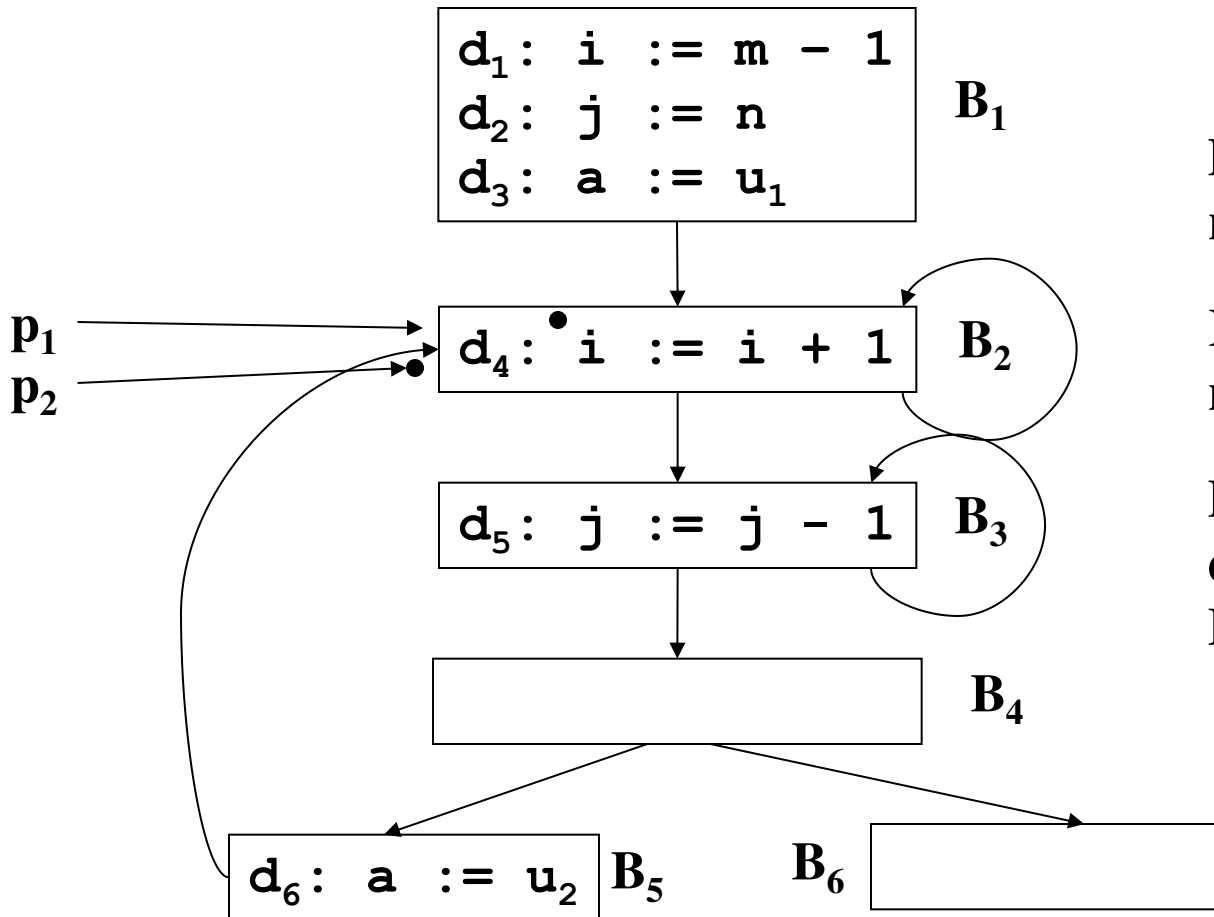 d₁: i := m – 1
d₂: j := n
d₃: a := u₁
B₁
p₁
d₄: i := i + 1
B₂
p₂
d₅: j := j - 1
B₃
B₄
d₆: a := u₂
B₅
B₆